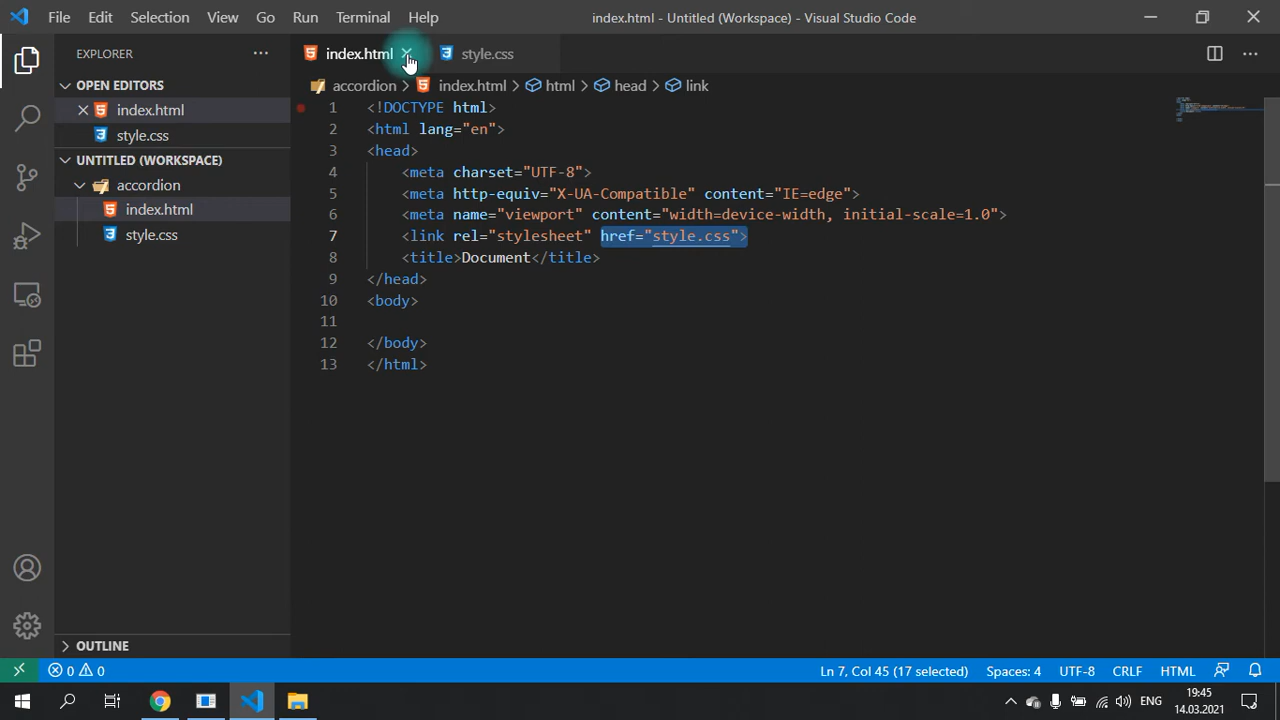 File Edit Selection View Go Run Terminal Help index.html - Untitled (Workspace) - Visual Studio Code
EXPLORER
OPEN EDITORS
index.html
style.css
UNTITLED (WORKSPACE)
accordion
index.html
style.css
OUTLINE
index.html style.css
accordion > index.html > html > head > link
1 <!DOCTYPE html>
2 <html lang="en">
3 <head>
4 <meta charset="UTF-8">
5 <meta http-equiv="X-UA-Compatible" content="IE=edge">
6 <meta name="viewport" content="width=device-width, initial-scale=1.0">
7 <link rel="stylesheet" href="style.css">
8 <title>Document</title>
9 </head>
10 <body>
11
12 </body>
13 </html>
0 0 Ln 7, Col 45 (17 selected) Spaces: 4 UTF-8 CRLF HTML
ENG 19:45
14.03.2021